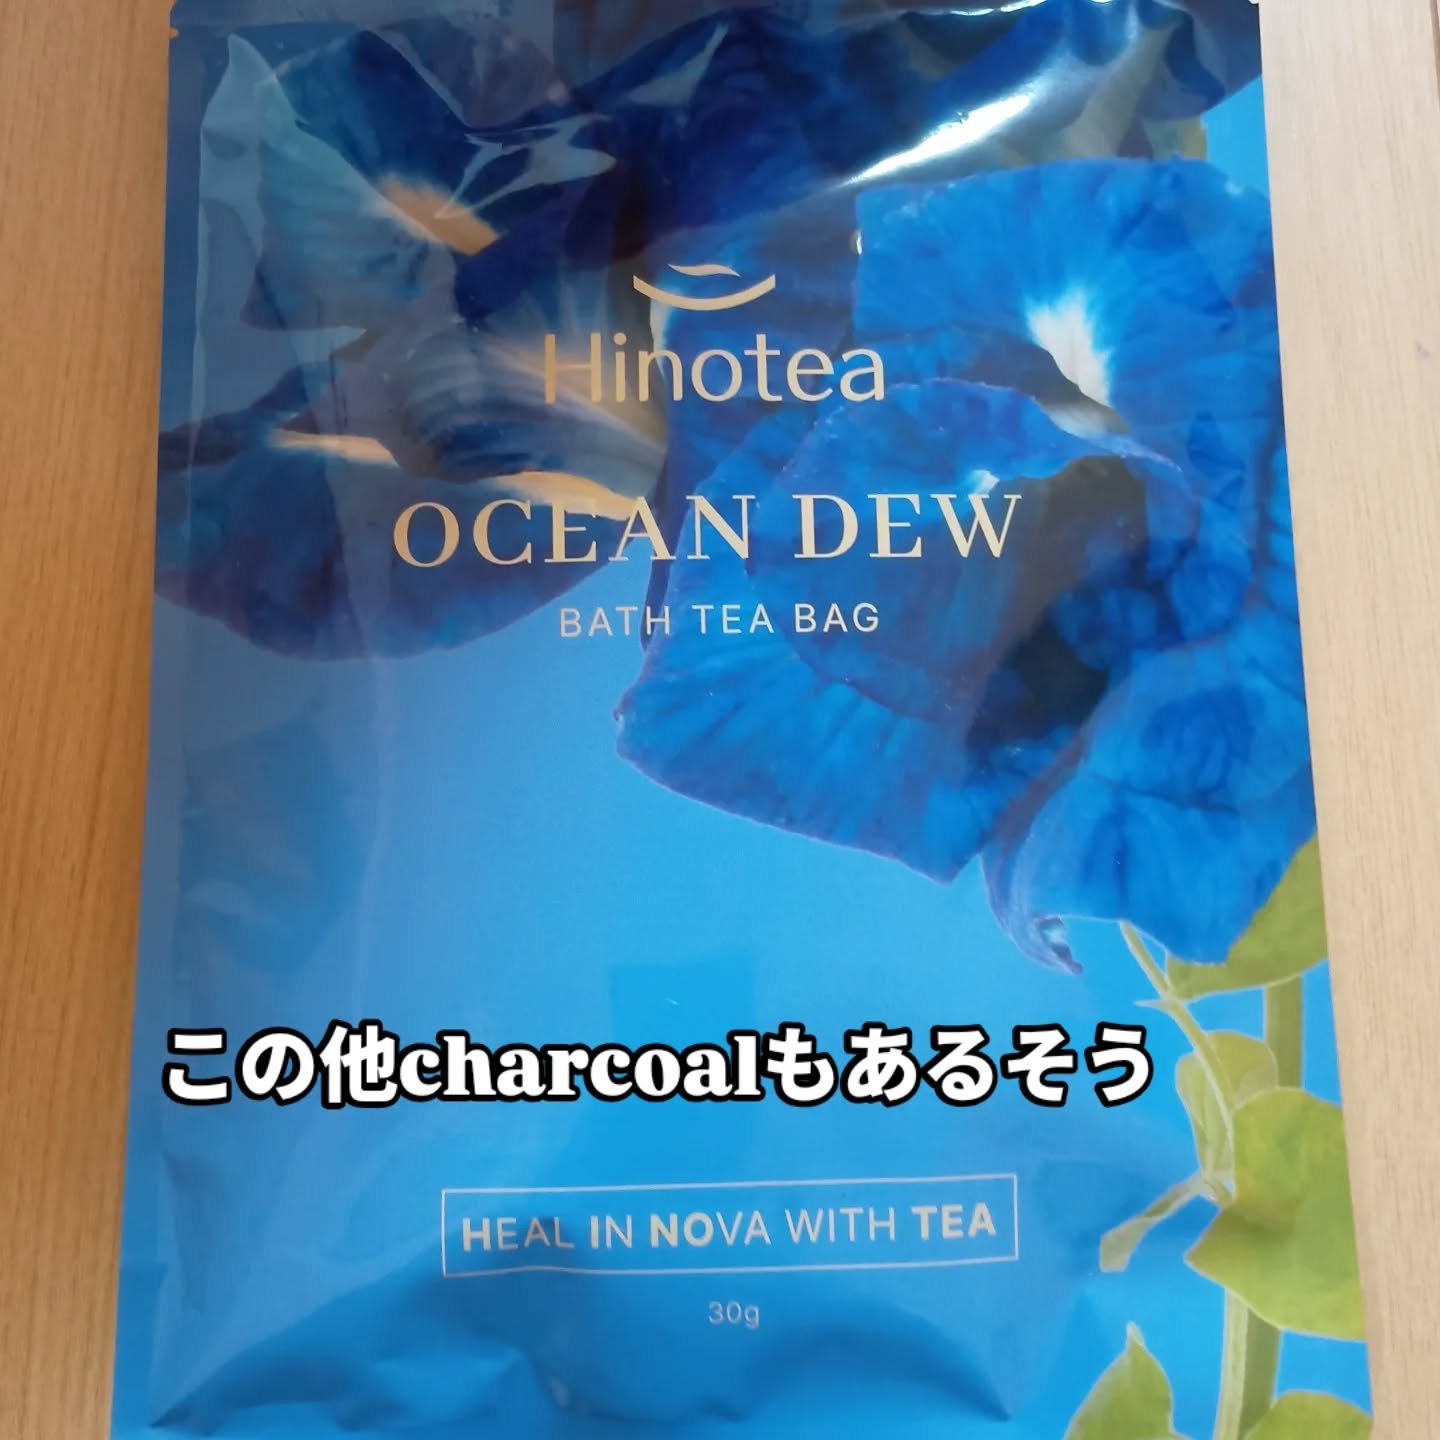 Hinotea
OCEAN DEW
BATH TEA BAG
この他charcoalもあるそう
HEAL IN NOVA WITH TEA
30g